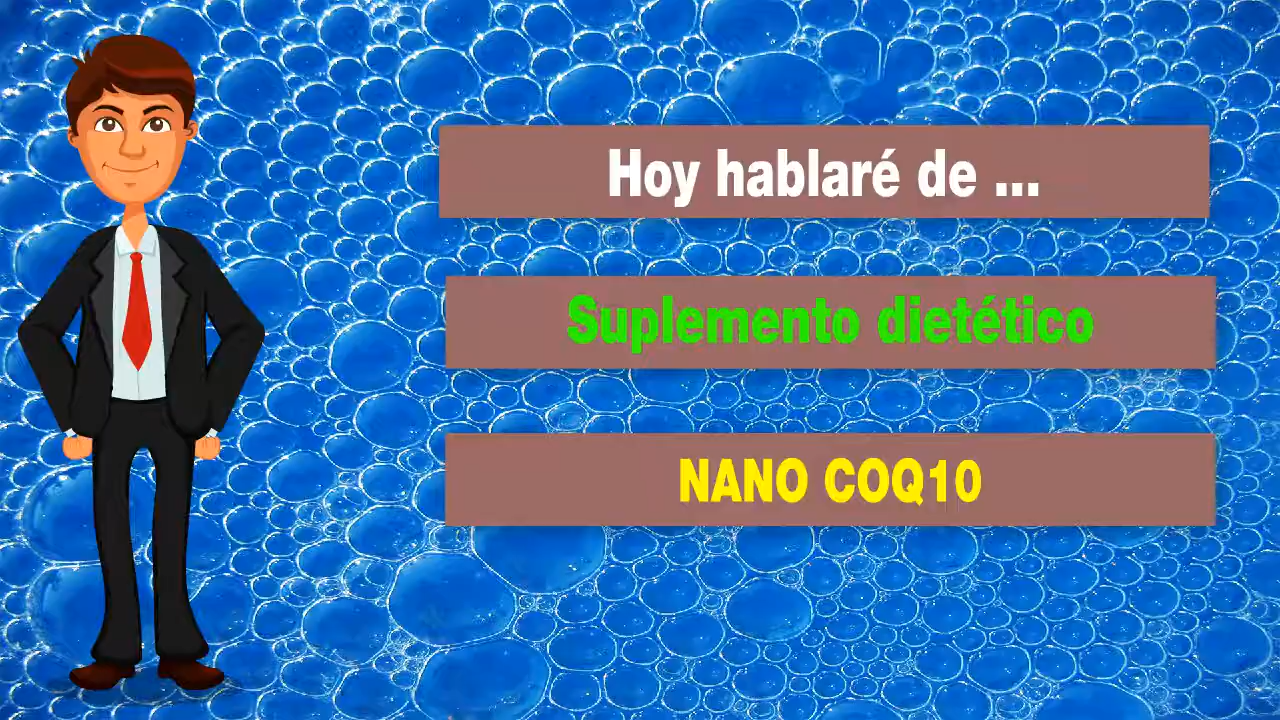 Hoy hablaré de ...
Suplemento dietético
NANO COQ10